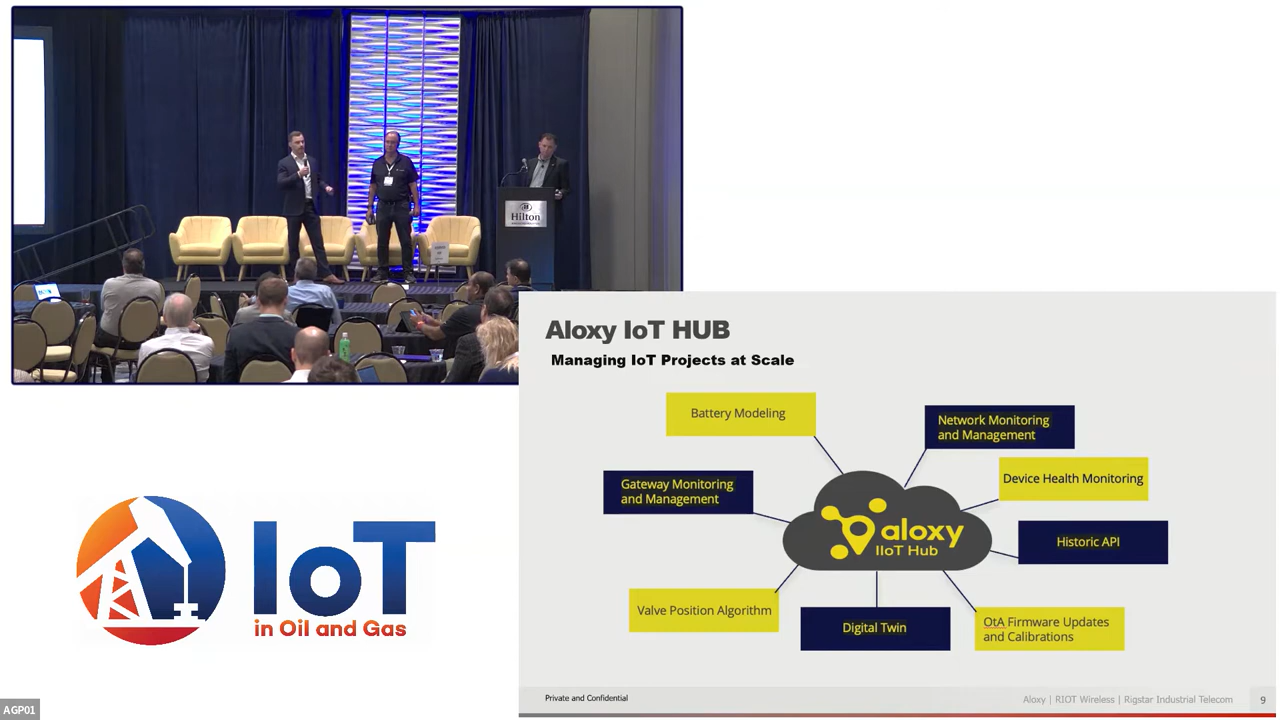 Hilton
Aloxy IoT HUB
Managing IoT Projects at Scale
Battery Modeling
Network Monitoring
and Management
Device Health Monitoring
Gateway Monitoring
and Management
aloxy
IIoT Hub
Historic API
Valve Position Algorithm
Digital Twin
OtA Firmware Updates
and Calibrations
IoT
in Oil and Gas
Private and Confidential
Aloxy | RIOT Wireless | Rigstar Industrial Telecom
9
AGP01